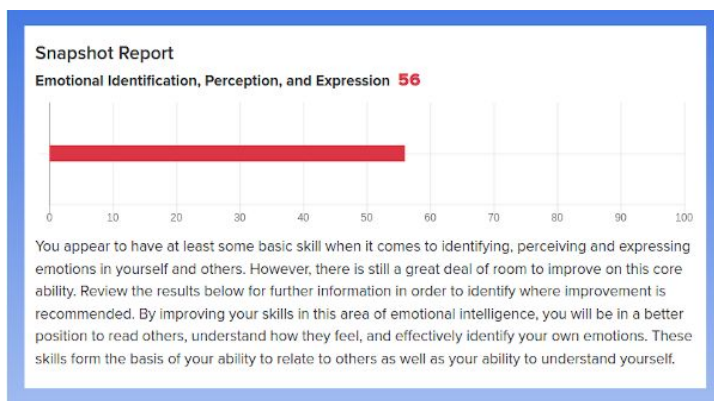 Snapshot Report
Emotional Identification, Perception, and Expression 56
0 10 20 30 40 50 60 70 80 90 100
You appear to have at least some basic skill when it comes to identifying, perceiving and expressing
emotions in yourself and others. However, there is still a great deal of room to improve on this core
ability. Review the results below for further information in order to identify where improvement is
recommended. By improving your skills in this area of emotional intelligence, you will be in a better
position to read others, understand how they feel, and effectively identify your own emotions. These
skills form the basis of your ability to relate to others as well as your ability to understand yourself.